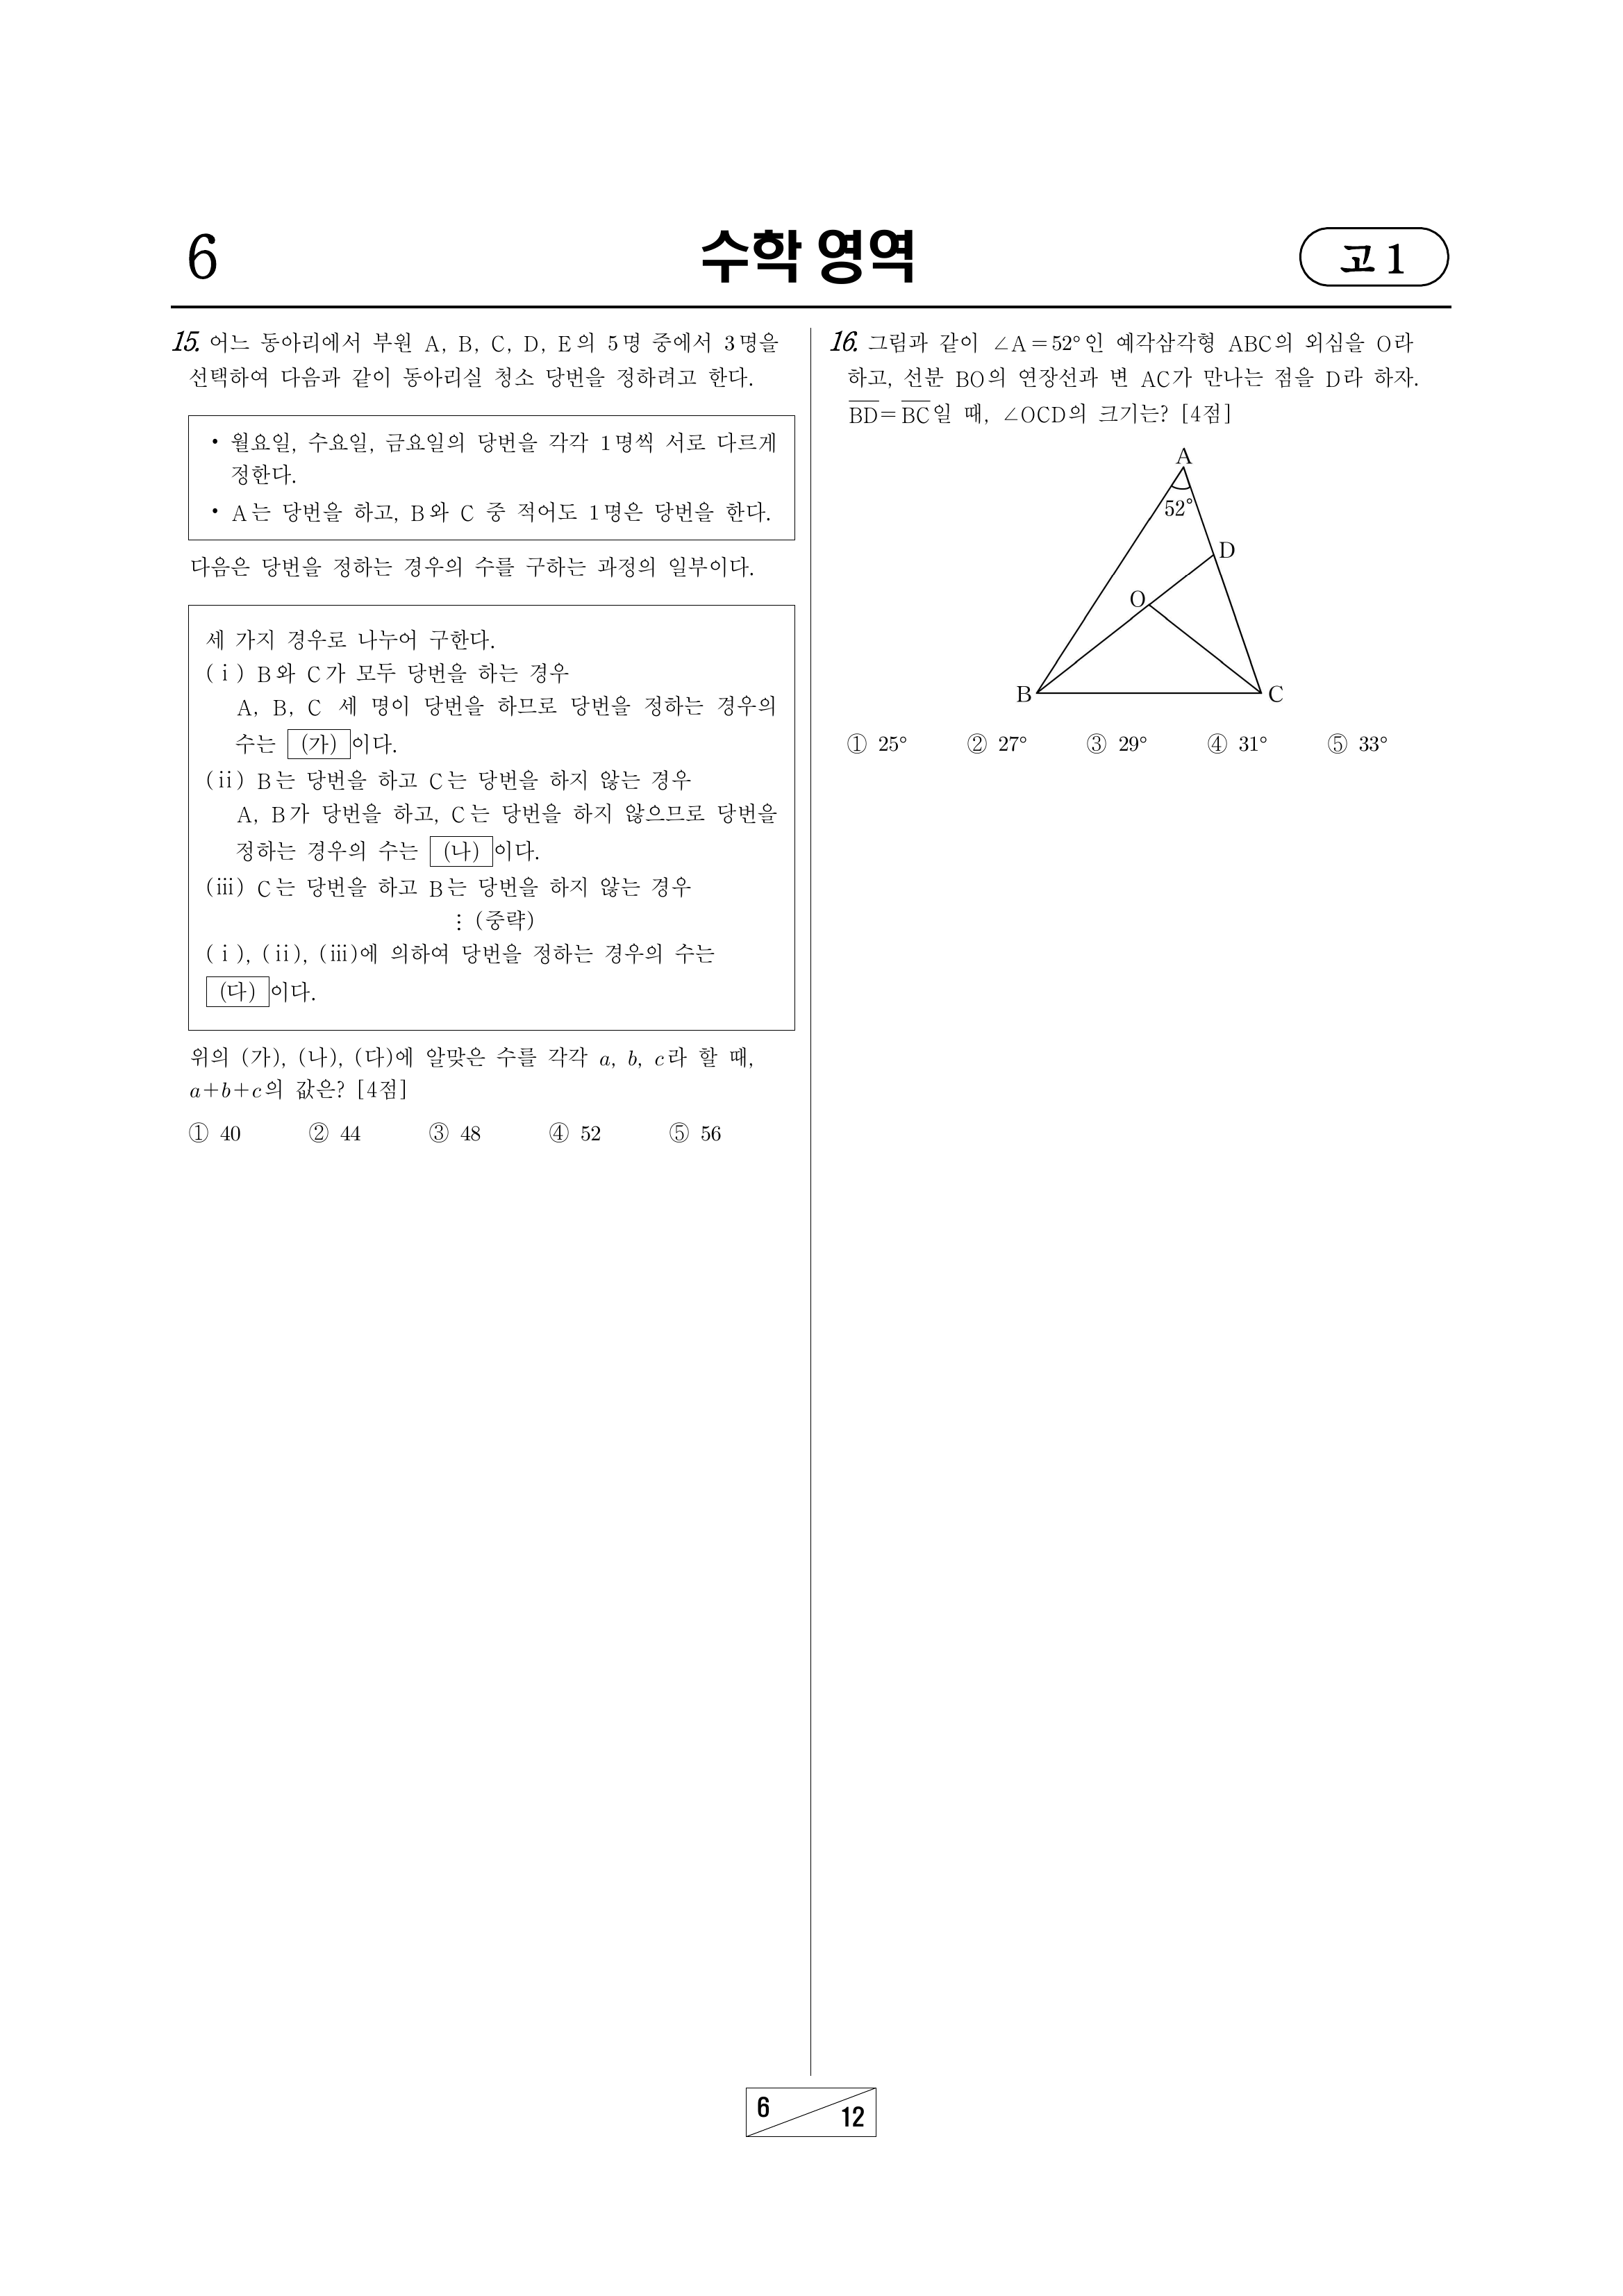 6
수학 영역
고 1
15. 어느 동아리에서 부원 A, B, C, D, E의 5명 중에서 3명을
선택하여 다음과 같이 동아리실 청소 당번을 정하려고 한다.
• 월요일, 수요일, 금요일의 당번을 각각 1명씩 서로 다르게
정한다.
• A는 당번을 하고, B와 C 중 적어도 1명은 당번을 한다.
다음은 당번을 정하는 경우의 수를 구하는 과정의 일부이다.
세 가지 경우로 나누어 구한다.
(ⅰ) B와 C가 모두 당번을 하는 경우
A, B, C 세 명이 당번을 하므로 당번을 정하는 경우의
수는 (가) 이다.
(ⅱ) B는 당번을 하고 C는 당번을 하지 않는 경우
A, B가 당번을 하고, C는 당번을 하지 않으므로 당번을
정하는 경우의 수는 (나) 이다.
(ⅲ) C는 당번을 하고 B는 당번을 하지 않는 경우
⋮ (중략)
(ⅰ), (ⅱ), (ⅲ)에 의하여 당번을 정하는 경우의 수는
(다) 이다.
위의 (가), (나), (다)에 알맞은 수를 각각 a, b, c라 할 때,
a+b+c의 값은? [4점]
① 40 ② 44 ③ 48 ④ 52 ⑤ 56
16. 그림과 같이 ∠A=52°인 예각삼각형 ABC의 외심을 O라
하고, 선분 BO의 연장선과 변 AC가 만나는 점을 D라 하자.
B̅D̅=B̅C̅일 때, ∠OCD의 크기는? [4점]
A
52°
D
O
B C
① 25° ② 27° ③ 29° ④ 31° ⑤ 33°
6
12